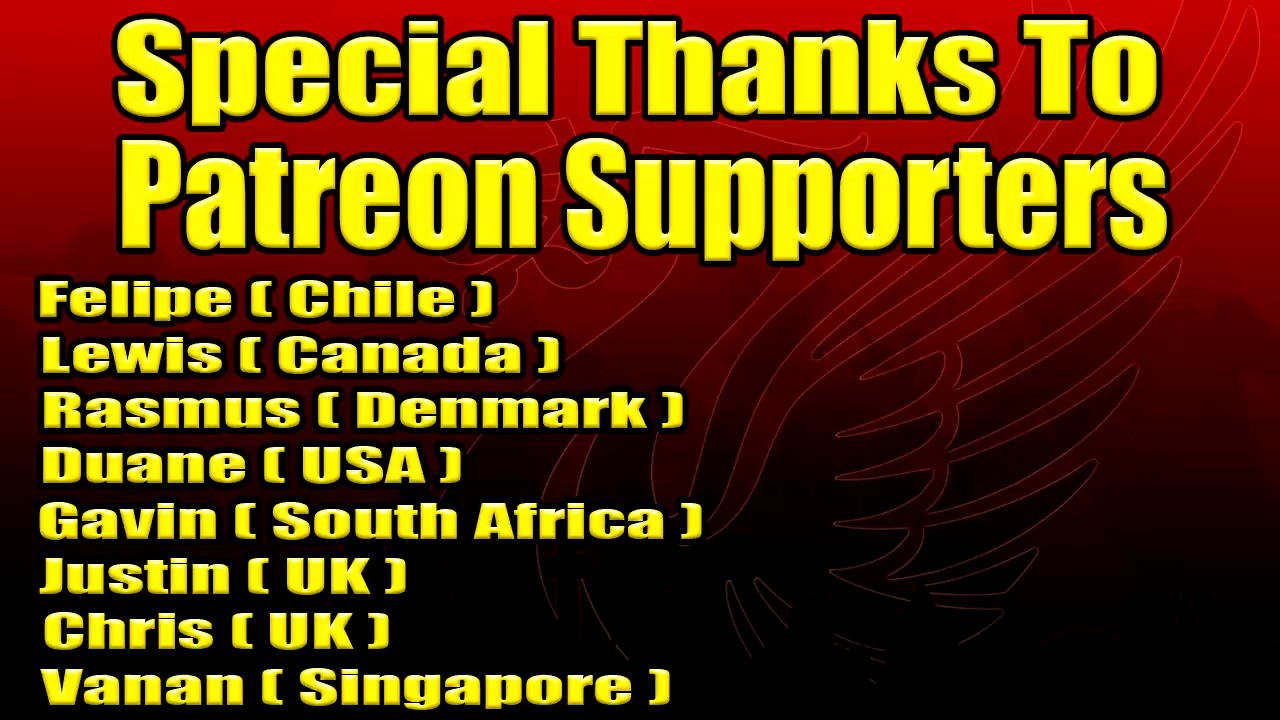 Special Thanks To
Patreon Supporters
Felipe ( Chile )
Lewis ( Canada )
Rasmus ( Denmark )
Duane ( USA )
Gavin ( South Africa )
Justin ( UK )
Chris ( UK )
Vanan ( Singapore )